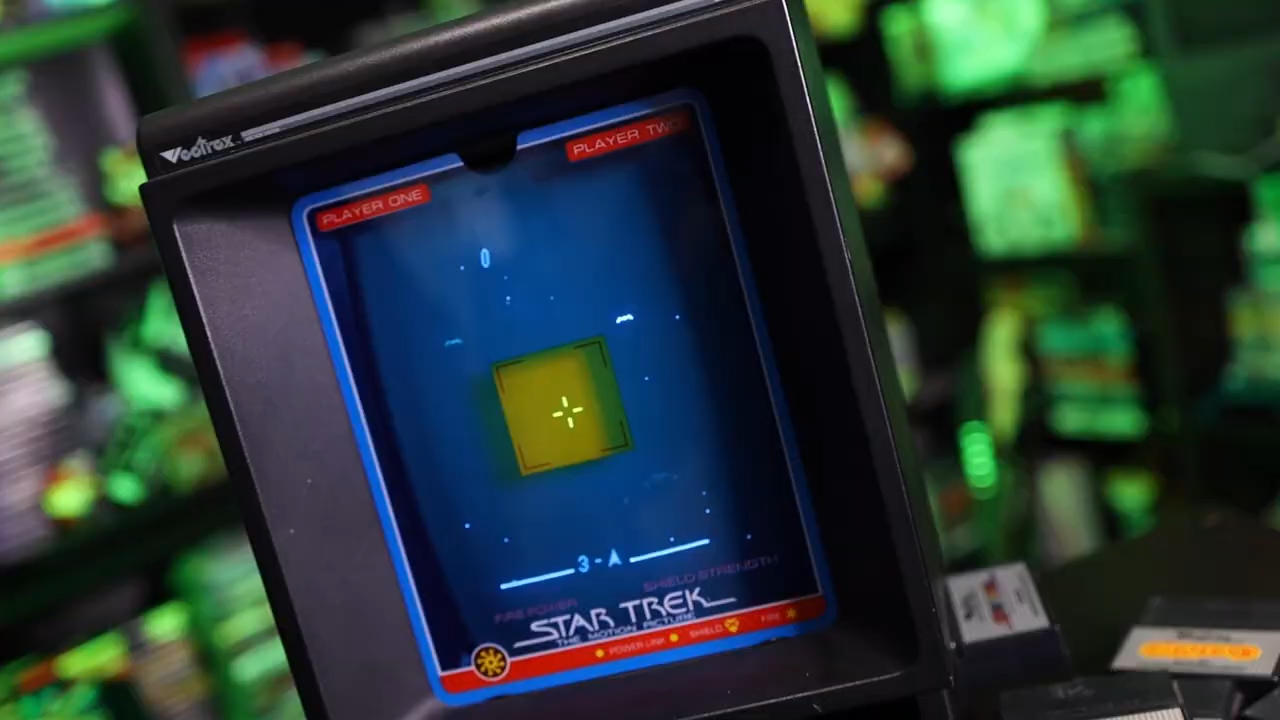 Vectrex
PLAYER TWO
PLAYER ONE
0
3 - A
FIRE POWER
SHIELD STRENGTH
STAR TREK
THE MOTION PICTURE
POWER LINK
SHIELD
FIRE